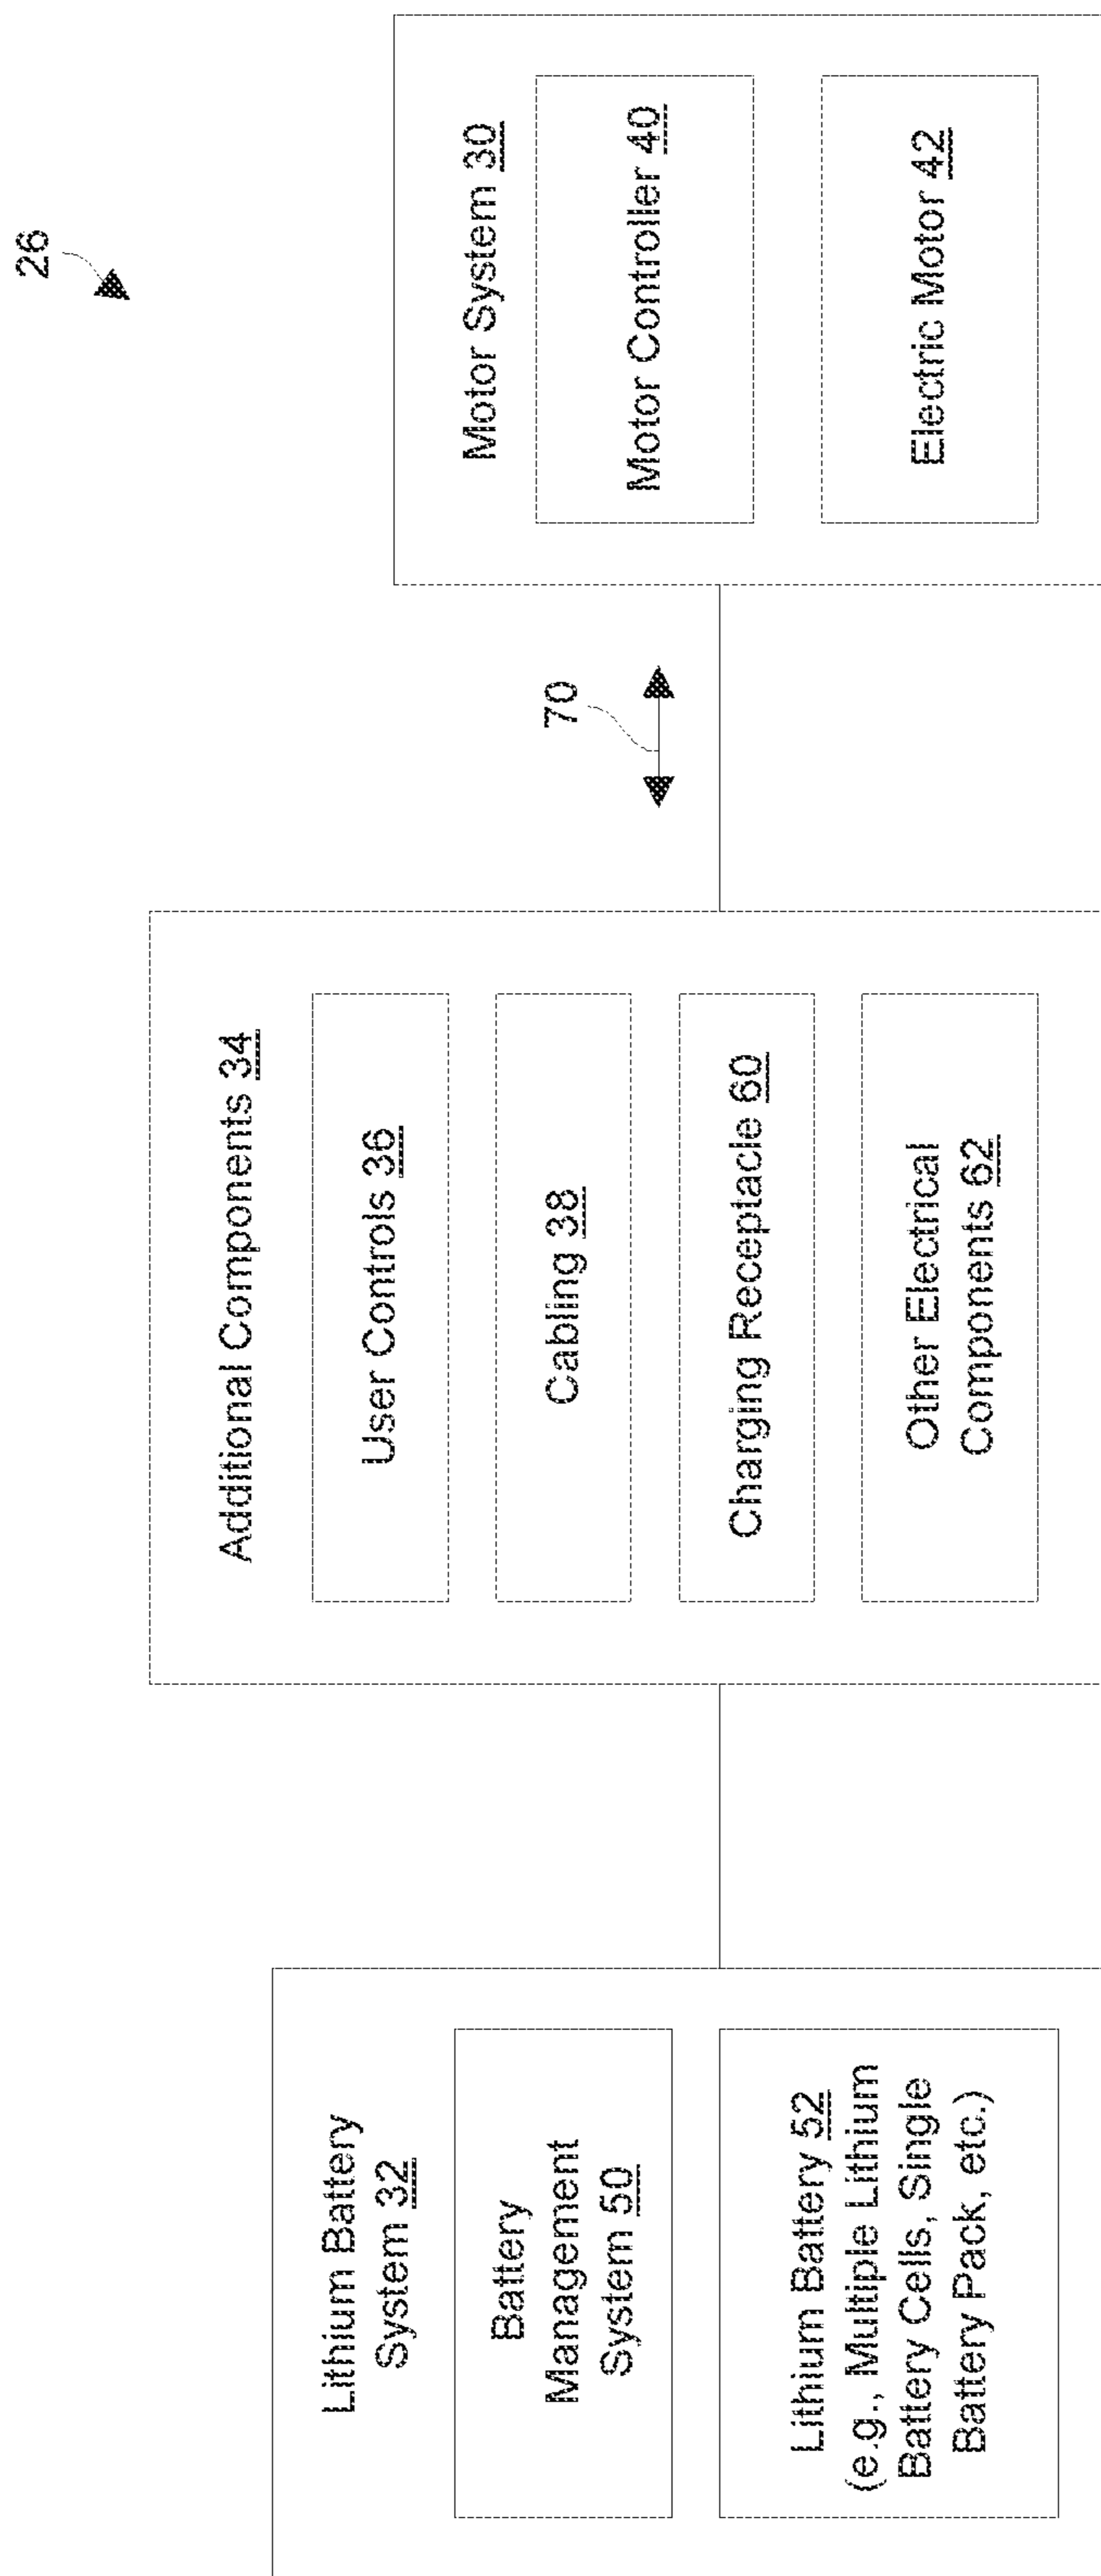 26
Lithium Battery
System 32
Battery
Management
System 50
Lithium Battery 52
(e.g., Multiple Lithium
Battery Cells, Single
Battery Pack, etc.)
Additional Components 34
User Controls 36
Cabling 38
Charging Receptacle 60
Other Electrical
Components 62
70
Motor System 30
Motor Controller 40
Electric Motor 42